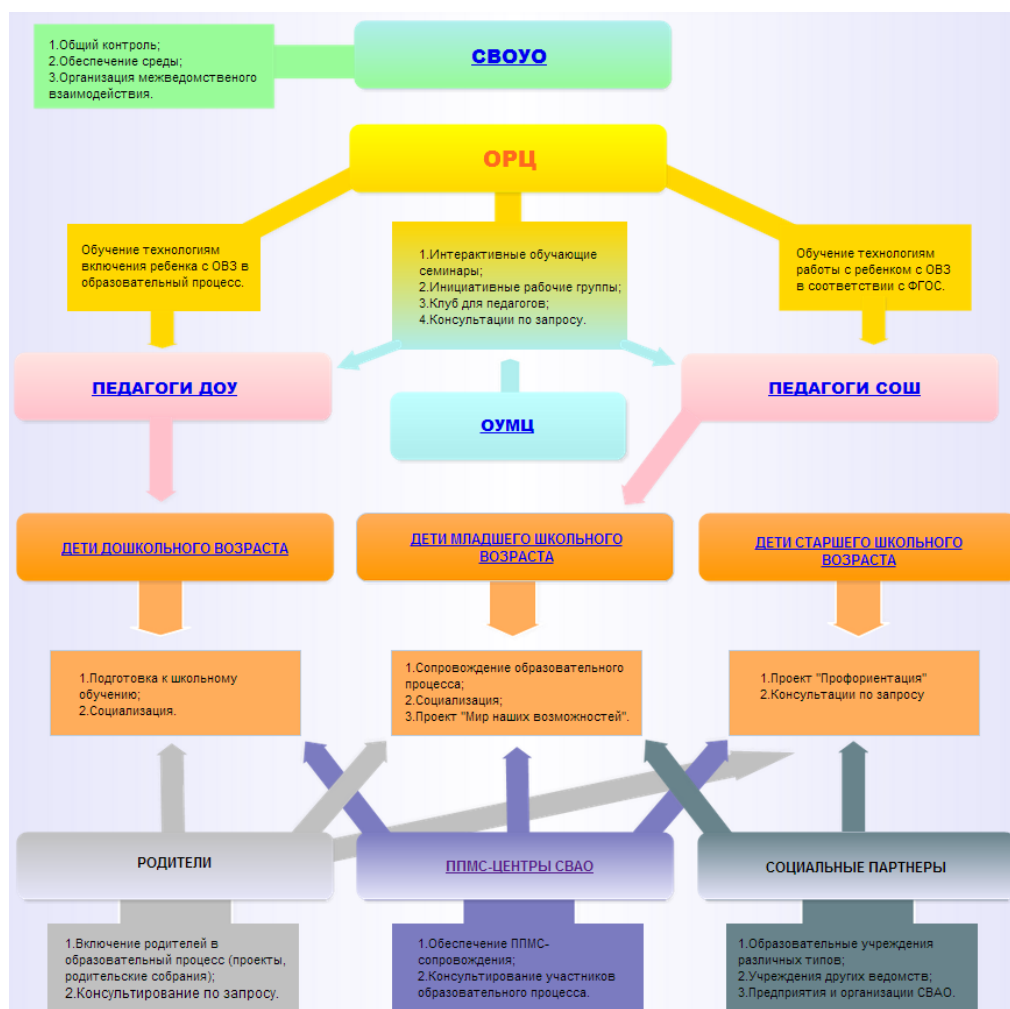 1.Общий контроль;
2.Обеспечение среды;
3.Организация межведомственого
взаимодействия.
СВОУО
ОРЦ
Обучение технологиям
включения ребенка с ОВЗ в
образовательный процесс.
1.Интерактивные обучающие
семинары;
2.Инициативные рабочие группы;
3.Клуб для педагогов;
4.Консультации по запросу.
Обучение технологиям
работы с ребенком с ОВЗ
в соответствии с ФГОС.
ПЕДАГОГИ ДОУ
ОУМЦ
ПЕДАГОГИ СОШ
ДЕТИ ДОШКОЛЬНОГО ВОЗРАСТА
ДЕТИ МЛАДШЕГО ШКОЛЬНОГО
ВОЗРАСТА
ДЕТИ СТАРШЕГО ШКОЛЬНОГО
ВОЗРАСТА
1.Подготовка к школьному
обучению;
2.Социализация.
1.Сопровождение образовательного
процесса;
2.Социализация;
3.Проект "Мир наших возможностей".
1.Проект "Профориентация"
2.Консультации по запросу
РОДИТЕЛИ
ППМС-ЦЕНТРЫ СВАО
СОЦИАЛЬНЫЕ ПАРТНЕРЫ
1.Включение родителей в
образовательный процесс (проекты,
родительские собрания);
2.Консультирование по запросу.
1.Обеспечение ППМС-
сопровождения;
2.Консультирование участников
образовательного процесса.
1.Образовательные учреждения
различных типов;
2.Учреждения других ведомств;
3.Предприятия и организации СВАО.